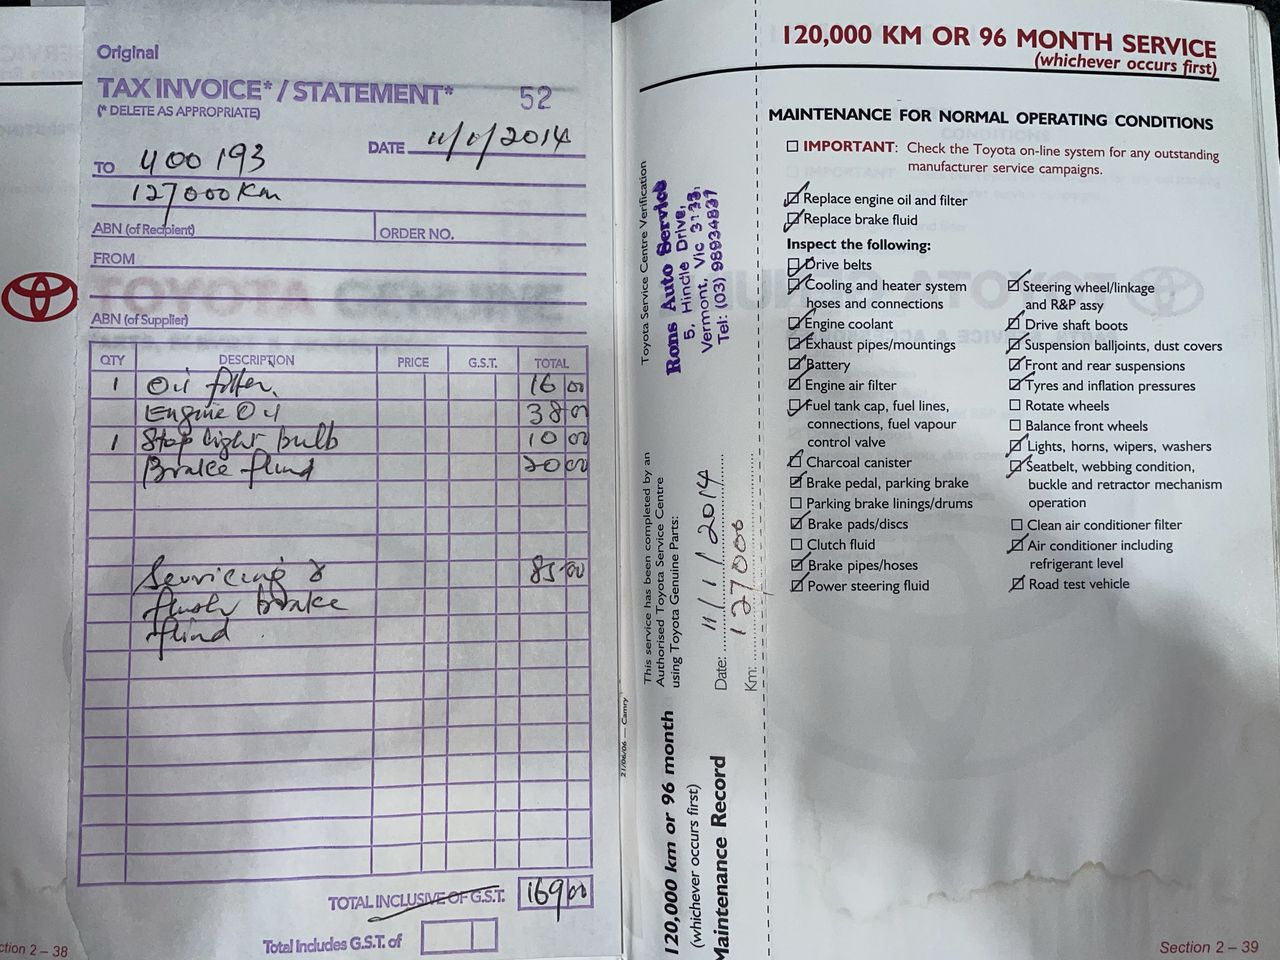 Original
TAX INVOICE* / STATEMENT*
52
(* DELETE AS APPROPRIATE)
DATE 11/1/2014
TO 400193
127000 Km
ABN (of Recipient)
ORDER NO.
FROM
ABN (of Supplier)
QTY DESCRIPTION PRICE G.S.T. TOTAL
1 Oil filter. 16 00
Engine Oil 38 00
1 Stop light bulb 10 00
Brake fluid 20 00
Servicing & 85 00
flush brake
fluid.
TOTAL INCLUSIVE OF G.S.T. 169 00
Total Includes G.S.T. of
ction 2 – 38
TOYOTA GENUINE
Toyota Service Centre Verification
Rons Auto Service
5, Hindle Drive,
Vermont, Vic 3133,
Tel: (03) 98934837
This service has been completed by an
Authorised Toyota Service Centre
using Toyota Genuine Parts:
Date: 11/1/2014
Km: 127000
21/06/06 — Camry
120,000 km or 96 month
(whichever occurs first)
Maintenance Record
120,000 KM OR 96 MONTH SERVICE
(whichever occurs first)
MAINTENANCE FOR NORMAL OPERATING CONDITIONS
IMPORTANT: Check the Toyota on-line system for any outstanding
manufacturer service campaigns.
Replace engine oil and filter
Replace brake fluid
Inspect the following:
Drive belts
Cooling and heater system
hoses and connections
Engine coolant
Exhaust pipes/mountings
Battery
Engine air filter
Fuel tank cap, fuel lines,
connections, fuel vapour
control valve
Charcoal canister
Brake pedal, parking brake
Parking brake linings/drums
Brake pads/discs
Clutch fluid
Brake pipes/hoses
Power steering fluid
Steering wheel/linkage
and R&P assy
Drive shaft boots
Suspension balljoints, dust covers
Front and rear suspensions
Tyres and inflation pressures
Rotate wheels
Balance front wheels
Lights, horns, wipers, washers
Seatbelt, webbing condition,
buckle and retractor mechanism
operation
Clean air conditioner filter
Air conditioner including
refrigerant level
Road test vehicle
Section 2 – 39